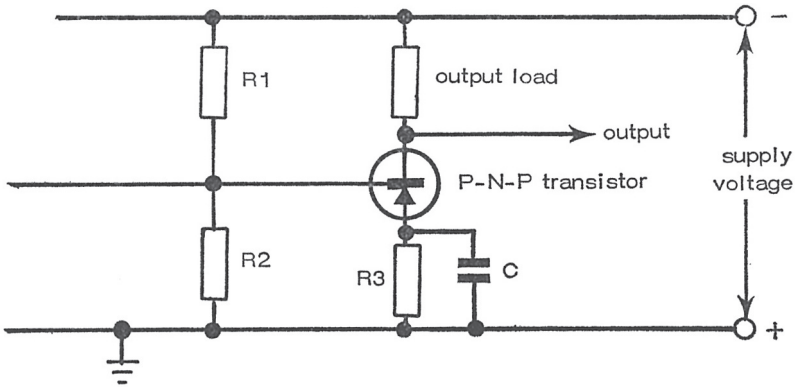 −
R1
output load
output
supply
voltage
P-N-P transistor
R2
R3
C
+